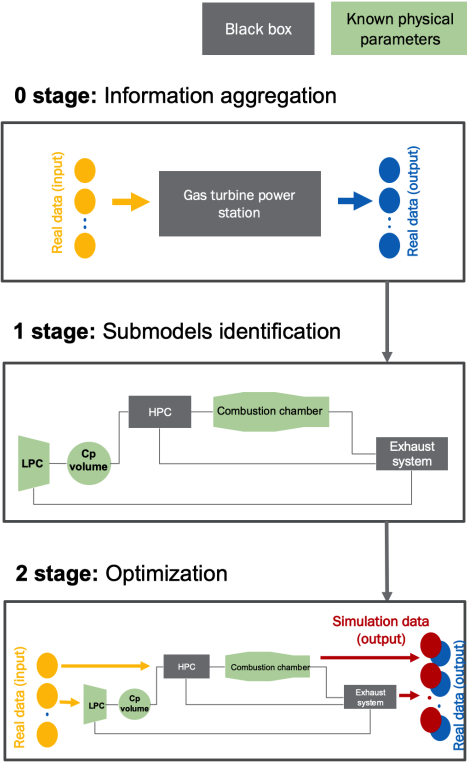 Black box
Known physical
parameters
0 stage: Information aggregation
Real data (input)
Gas turbine power
station
Real data (output)
1 stage: Submodels identification
HPC
Combustion chamber
LPC
Cp
volume
Exhaust
system
2 stage: Optimization
Simulation data
(output)
Real data (input)
HPC
Combustion chamber
LPC
Cp
volume
Exhaust
system
Real data (outout)